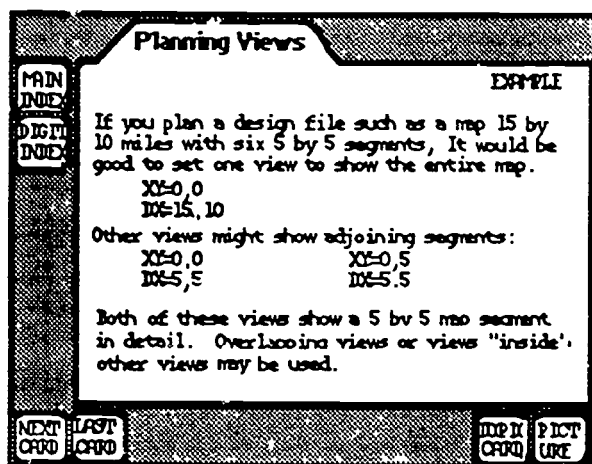 Planning Views
MAIN
INDEX
EXAMPLE
DIGIT
INDEX
If you plan a design file such as a map 15 by
10 miles with six 5 by 5 segments, It would be
good to set one view to show the entire map.
XY=0,0
DX=15,10
Other views might show adjoining segments:
XY=0,0 XY=0,5
DX=5,5 DX=5,5
Both of these views show a 5 by 5 map segment
in detail. Overlapping views or views "inside"
other views may be used.
NEXT
CARD
LAST
CARD
CARD
PICT
URE